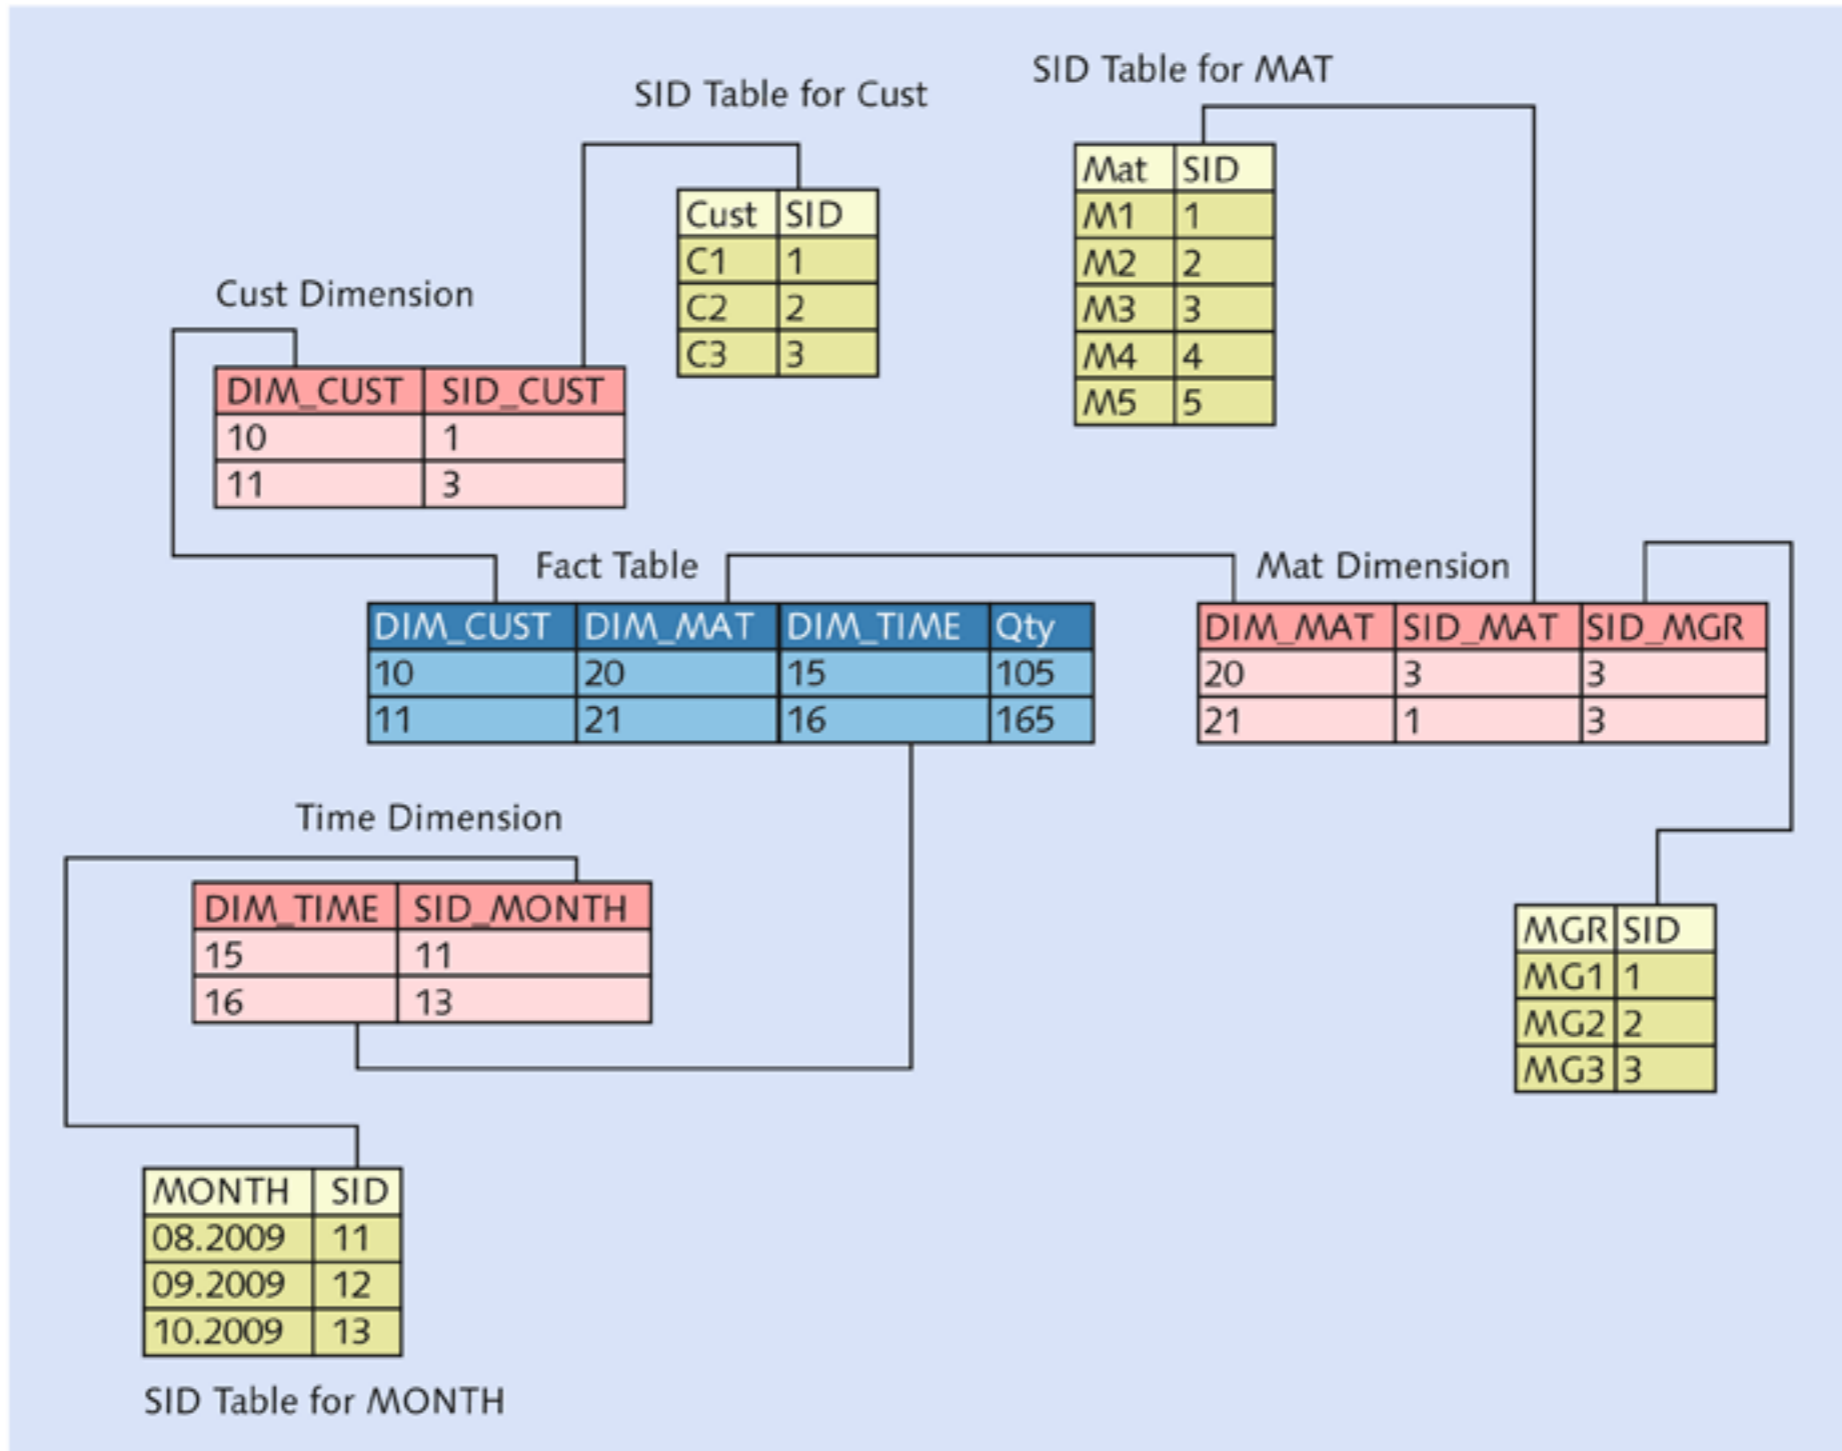 SID Table for MAT
SID Table for Cust
Mat SID
M1 1
M2 2
M3 3
M4 4
M5 5
Cust SID
C1 1
C2 2
C3 3
Cust Dimension
DIM_CUST SID_CUST
10 1
11 3
Fact Table
DIM_CUST DIM_MAT DIM_TIME Qty
10 20 15 105
11 21 16 165
Mat Dimension
DIM_MAT SID_MAT SID_MGR
20 3 3
21 1 3
Time Dimension
DIM_TIME SID_MONTH
15 11
16 13
MGR SID
MG1 1
MG2 2
MG3 3
MONTH SID
08.2009 11
09.2009 12
10.2009 13
SID Table for MONTH